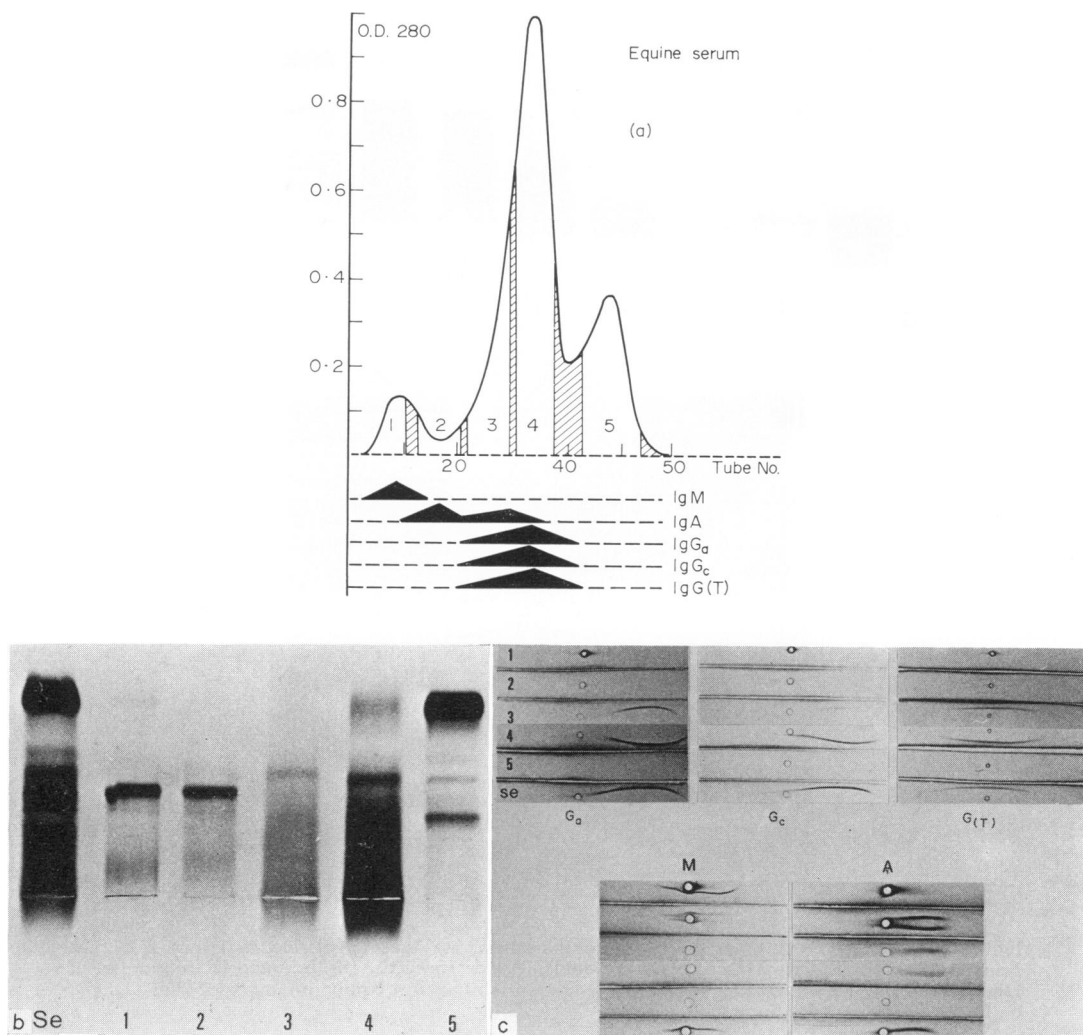 O.D. 280
Equine serum
(a)
0·8
0·6
0·4
0·2
1 2 3 4 5
20 40 50 Tube No.
IgM
IgA
IgGa
IgGc
IgG(T)
1
2
3
4
5
se
Ga Gc G(T)
M A
b Se 1 2 3 4 5 c